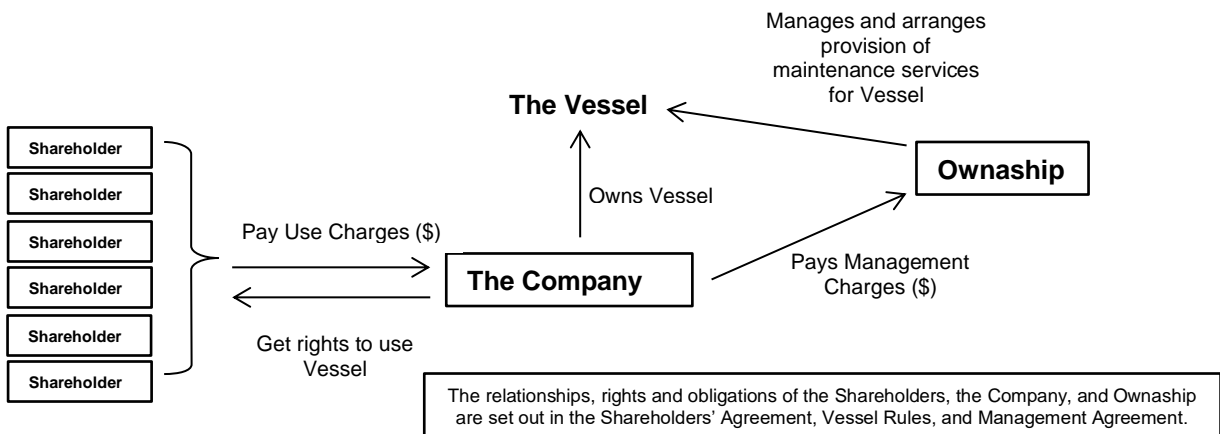 Manages and arranges
provision of
maintenance services
for Vessel
The Vessel
Shareholder
Shareholder
Shareholder
Shareholder
Shareholder
Shareholder
Ownaship
Owns Vessel
Pay Use Charges ($)
The Company
Pays Management
Charges ($)
Get rights to use
Vessel
The relationships, rights and obligations of the Shareholders, the Company, and Ownaship
are set out in the Shareholders’ Agreement, Vessel Rules, and Management Agreement.